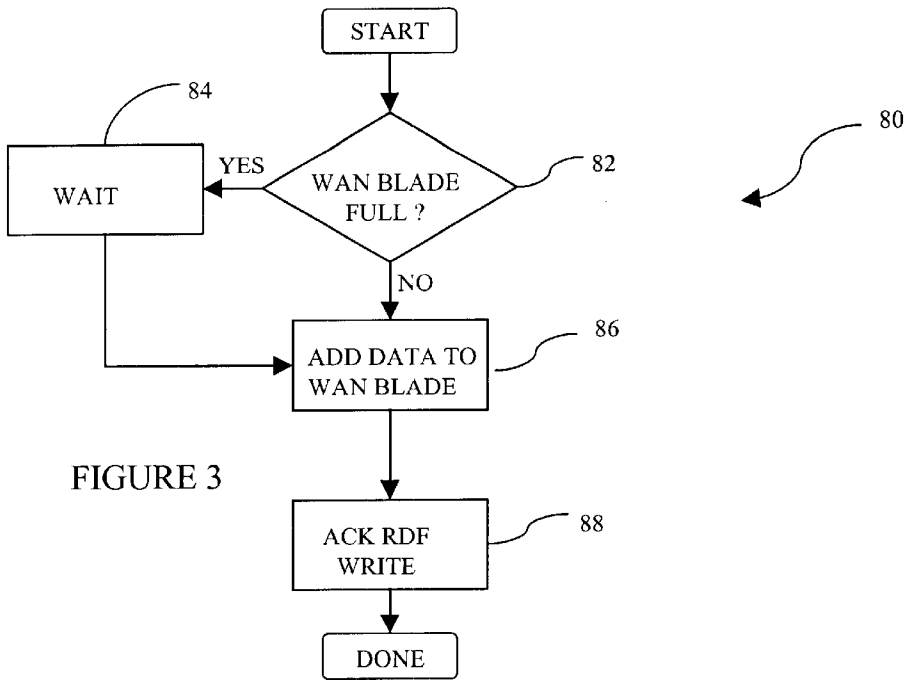 START
84
80
YES
WAN BLADE
FULL ?
82
WAIT
NO
86
ADD DATA TO
WAN BLADE
FIGURE 3
88
ACK RDF
WRITE
DONE